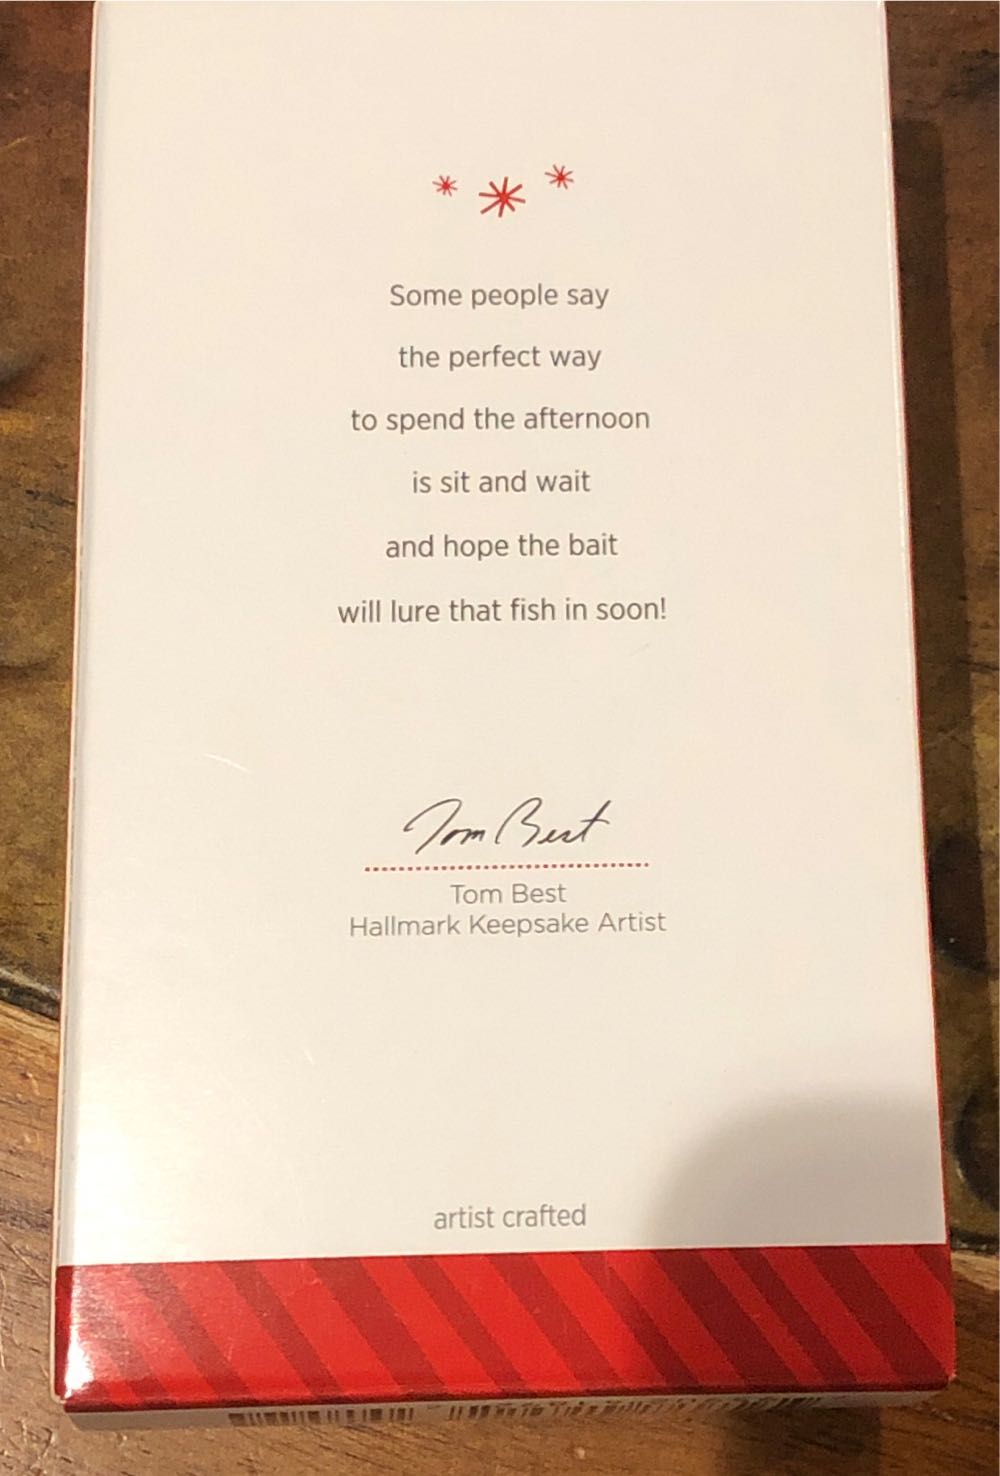 Some people say
the perfect way
to spend the afternoon
is sit and wait
and hope the bait
will lure that fish in soon!
Tom Best
Tom Best
Hallmark Keepsake Artist
artist crafted